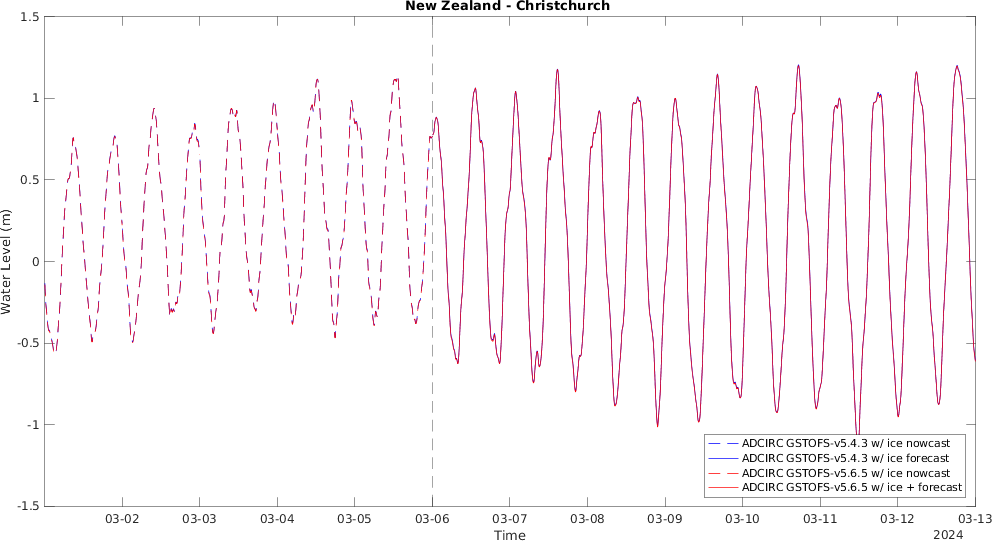 New Zealand - Christchurch
1.5
1
0.5
0
-0.5
-1
-1.5
Water Level (m)
ADCIRC GSTOFS-v5.4.3 w/ ice nowcast
ADCIRC GSTOFS-v5.4.3 w/ ice forecast
ADCIRC GSTOFS-v5.6.5 w/ ice nowcast
ADCIRC GSTOFS-v5.6.5 w/ ice + forecast
03-02 03-03 03-04 03-05 03-06 03-07 03-08 03-09 03-10 03-11 03-12 03-13
Time
2024